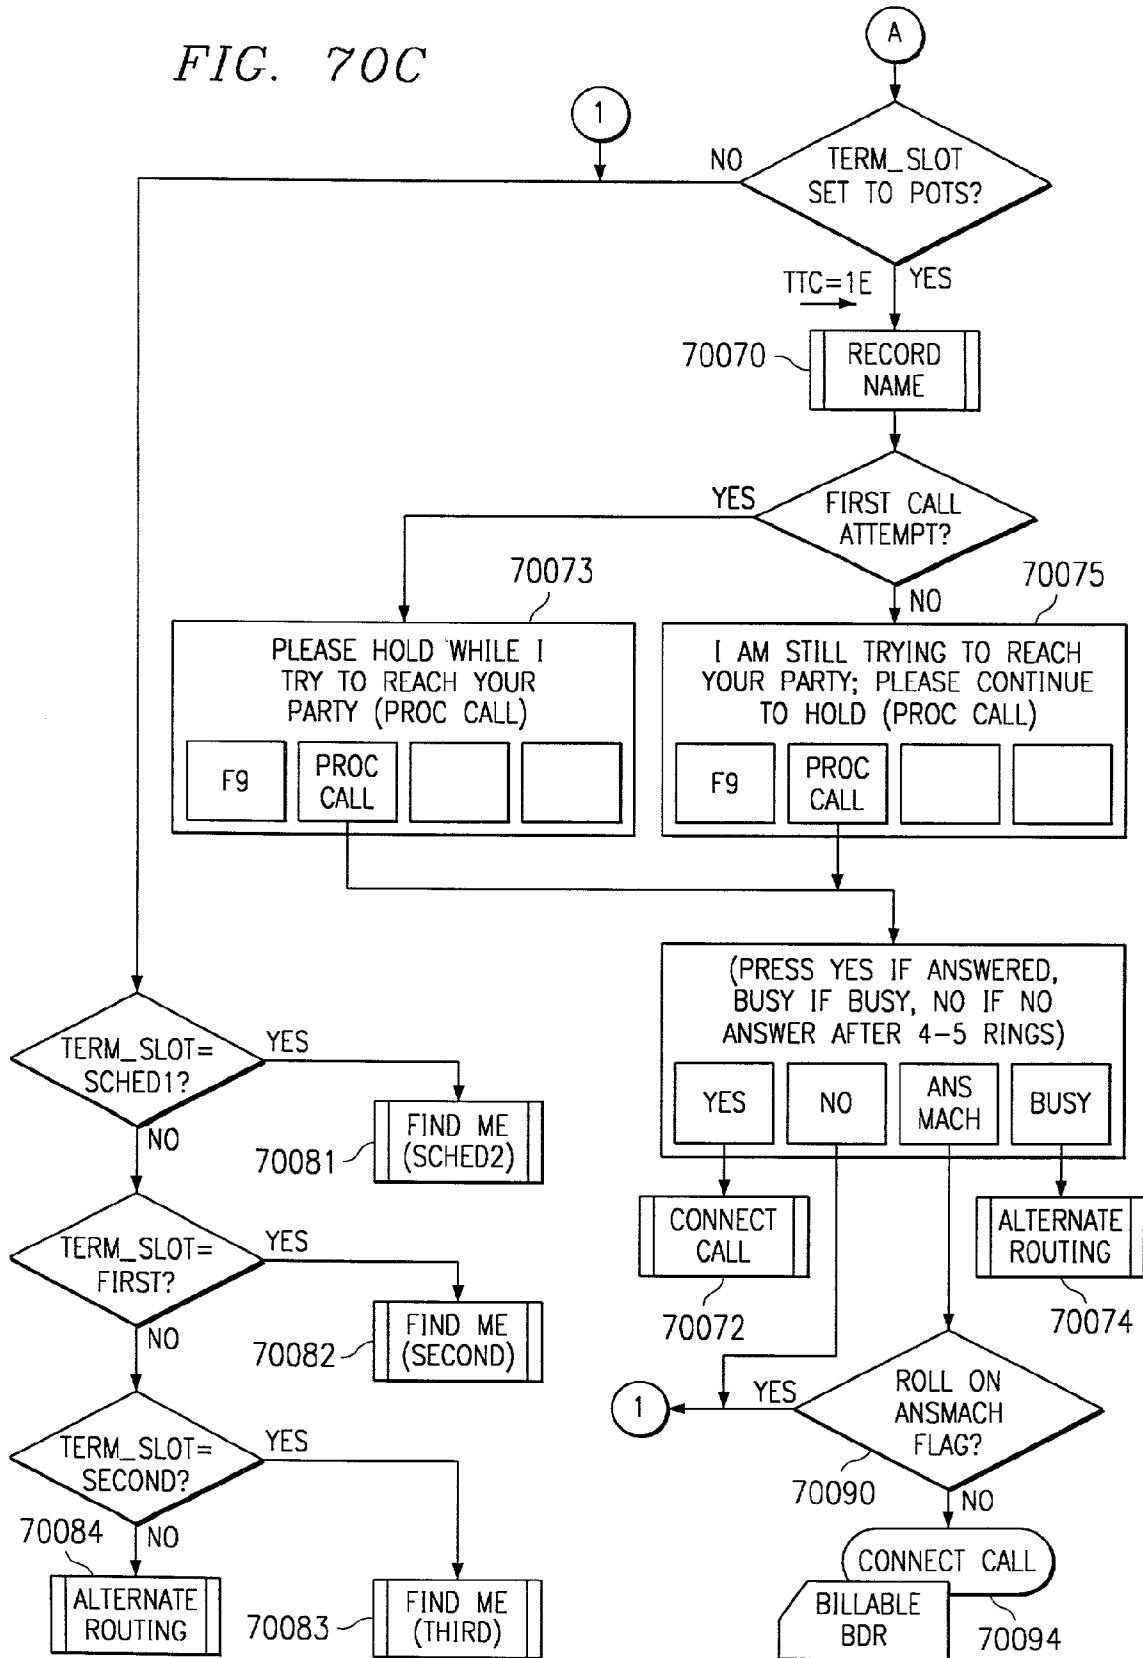 FIG. 70C
A
1
NO
TERM_SLOT
SET TO POTS?
YES
TTC=1E
70070
RECORD
NAME
YES
FIRST CALL
ATTEMPT?
NO
70073
70075
PLEASE HOLD WHILE I
TRY TO REACH YOUR
PARTY (PROC CALL)
F9
PROC
CALL
I AM STILL TRYING TO REACH
YOUR PARTY; PLEASE CONTINUE
TO HOLD (PROC CALL)
F9
PROC
CALL
(PRESS YES IF ANSWERED,
BUSY IF BUSY, NO IF NO
ANSWER AFTER 4-5 RINGS)
YES
NO
ANS
MACH
BUSY
TERM_SLOT=
SCHED1?
YES
NO
70081
FIND ME
(SCHED2)
CONNECT
CALL
70072
ALTERNATE
ROUTING
70074
TERM_SLOT=
FIRST?
YES
NO
70082
FIND ME
(SECOND)
1
YES
ROLL ON
ANSMACH
FLAG?
70090
NO
TERM_SLOT=
SECOND?
YES
NO
70084
ALTERNATE
ROUTING
70083
FIND ME
(THIRD)
CONNECT CALL
BILLABLE
BDR
70094